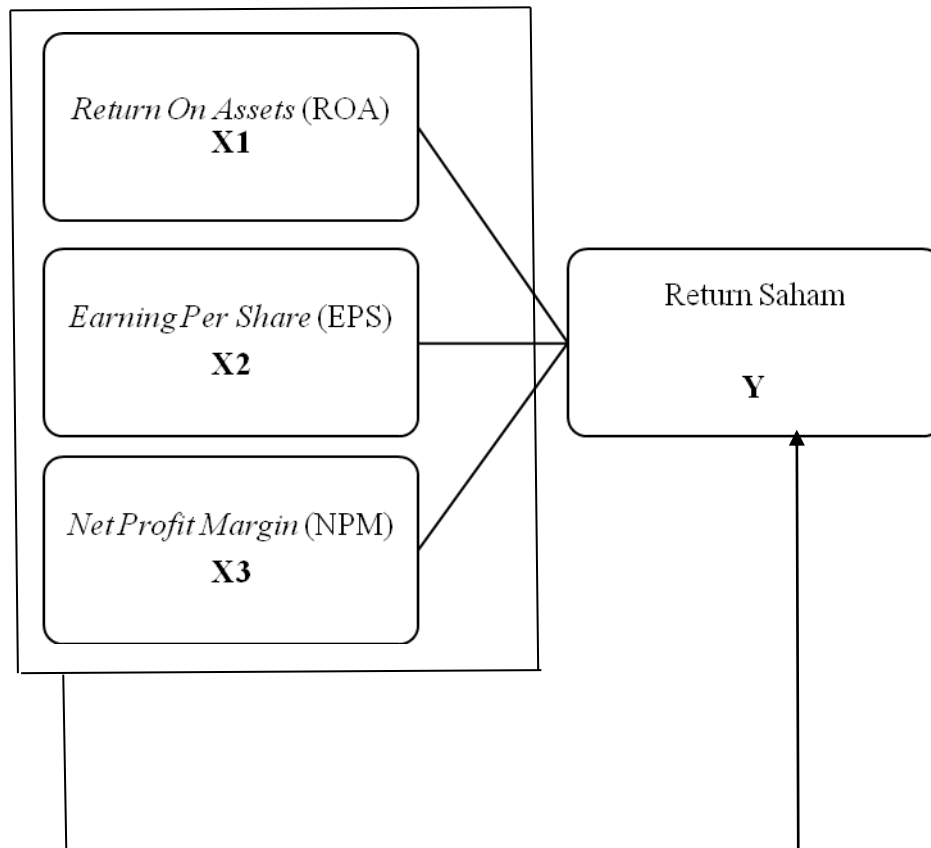 Return On Assets (ROA)
X1
Earning Per Share (EPS)
X2
Net Profit Margin (NPM)
X3
Return Saham
Y